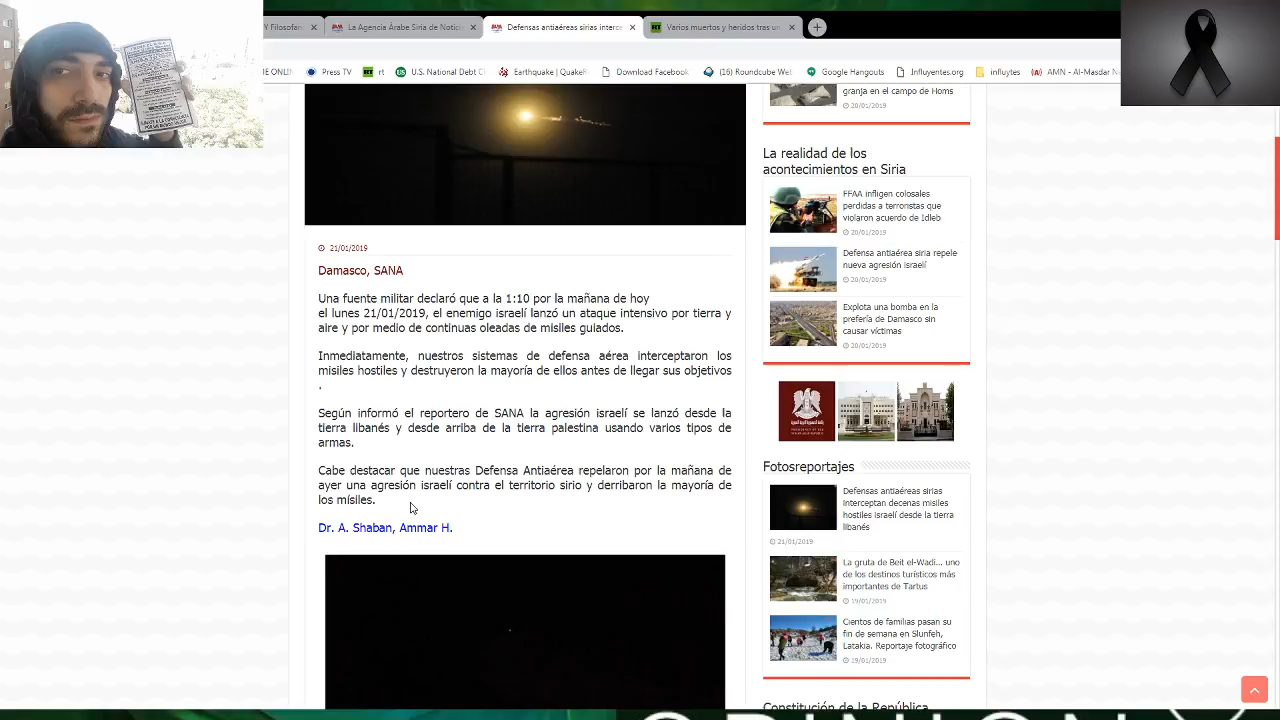 Filosofan
La Agencia Árabe Siria de Notici
Defensas antiaéreas sirias interce
Varios muertos y heridos tras un
IE ONLINE
Press TV
rt
U.S. National Debt C
Earthquake | QuakeF
Download Facebook
(16) Roundcube We
Google Hangouts
Influyentes.org
influytes
AMN - Al-Masdar N
21/01/2019
Damasco, SANA
Una fuente militar declaró que a la 1:10 por la mañana de hoy
el lunes 21/01/2019, el enemigo israelí lanzó un ataque intensivo por tierra y
aire y por medio de continuas oleadas de misiles guiados.
Inmediatamente, nuestros sistemas de defensa aérea interceptaron los
misiles hostiles y destruyeron la mayoría de ellos antes de llegar sus objetivos
.
Según informó el reportero de SANA la agresión israelí se lanzó desde la
tierra libanés y desde arriba de la tierra palestina usando varios tipos de
armas.
Cabe destacar que nuestras Defensa Antiaérea repelaron por la mañana de
ayer una agresión israelí contra el territorio sirio y derribaron la mayoría de
los mísiles.
Dr. A. Shaban, Ammar H.
granja en el campo de Homs
20/01/2019
La realidad de los
acontecimientos en Siria
FFAA infligen colosales
perdidas a terroristas que
violaron acuerdo de Idleb
20/01/2019
Defensa antiaérea siria repele
nueva agresión israelí
20/01/2019
Explota una bomba en la
prefería de Damasco sin
causar víctimas
20/01/2019
Fotosreportajes
Defensas antiaéreas sirias
interceptan decenas misiles
hostiles israelí desde la tierra
libanés
21/01/2019
La gruta de Beit el-Wadi... uno
de los destinos turísticos más
importantes de Tartus
19/01/2019
Cientos de familias pasan su
fin de semana en Slunfeh,
Latakia. Reportaje fotográfico
19/01/2019
Constitución de la República